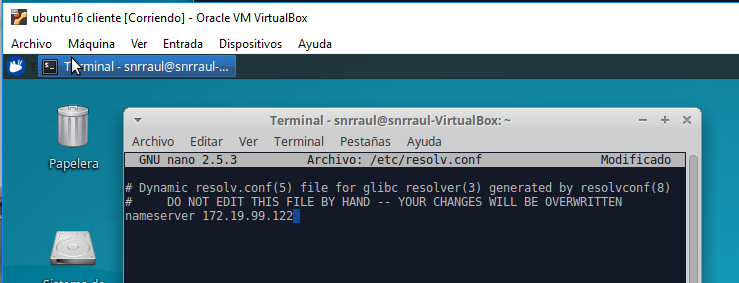 ubuntu16 cliente [Corriendo] - Oracle VM VirtualBox
Archivo Máquina Ver Entrada Dispositivos Ayuda
Terminal - snrraul@snrraul-...
Papelera
Terminal - snrraul@snrraul-VirtualBox: ~
Archivo Editar Ver Terminal Pestañas Ayuda
GNU nano 2.5.3 Archivo: /etc/resolv.conf Modificado
# Dynamic resolv.conf(5) file for glibc resolver(3) generated by resolvconf(8)
# DO NOT EDIT THIS FILE BY HAND -- YOUR CHANGES WILL BE OVERWRITTEN
nameserver 172.19.99.122
Sistema de